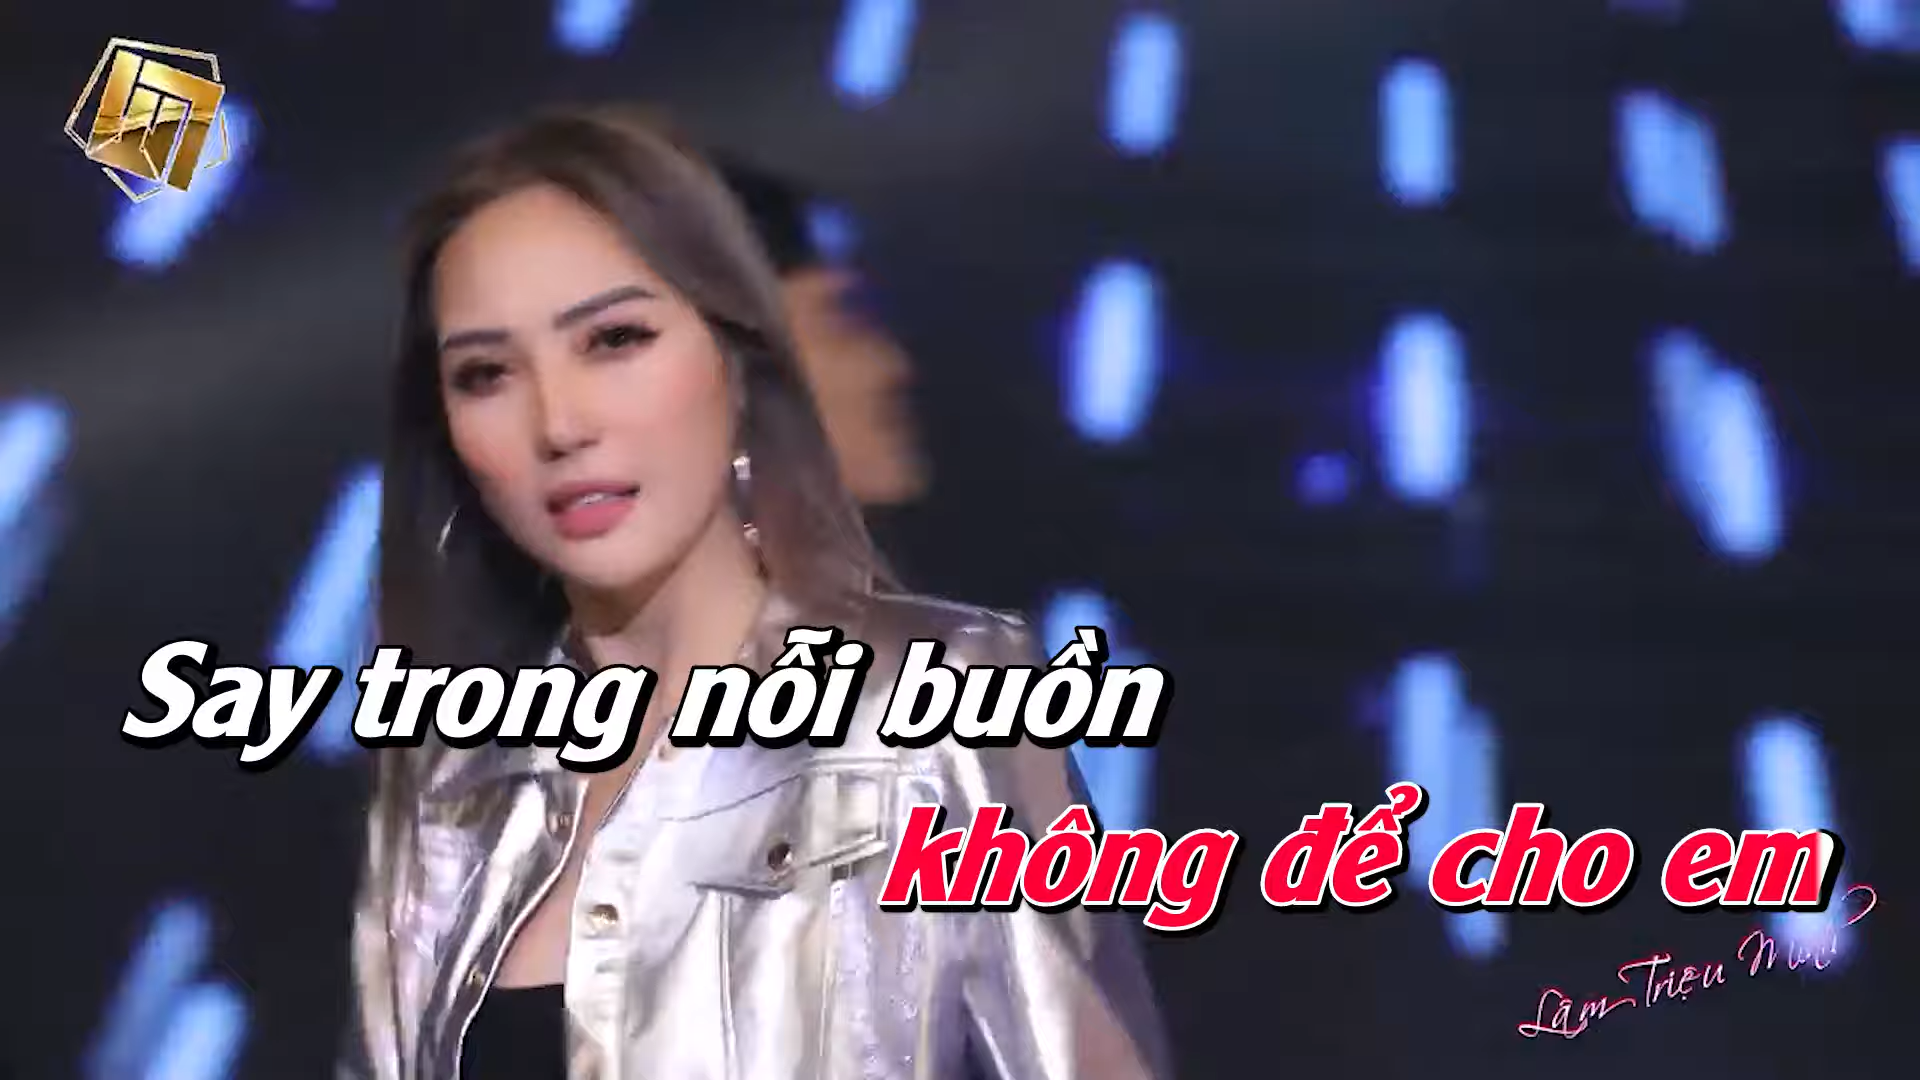 Say trong nỗi buồn
không để cho em
Lâm Triệu Minh